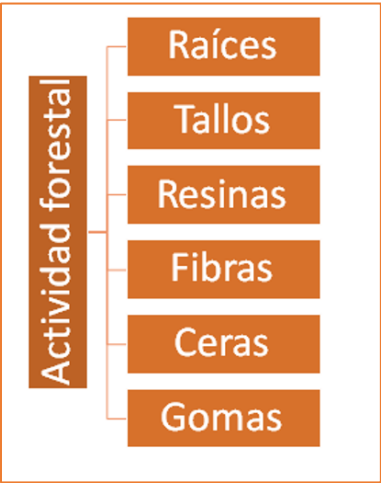 Actividad forestal
Raíces
Tallos
Resinas
Fibras
Ceras
Gomas